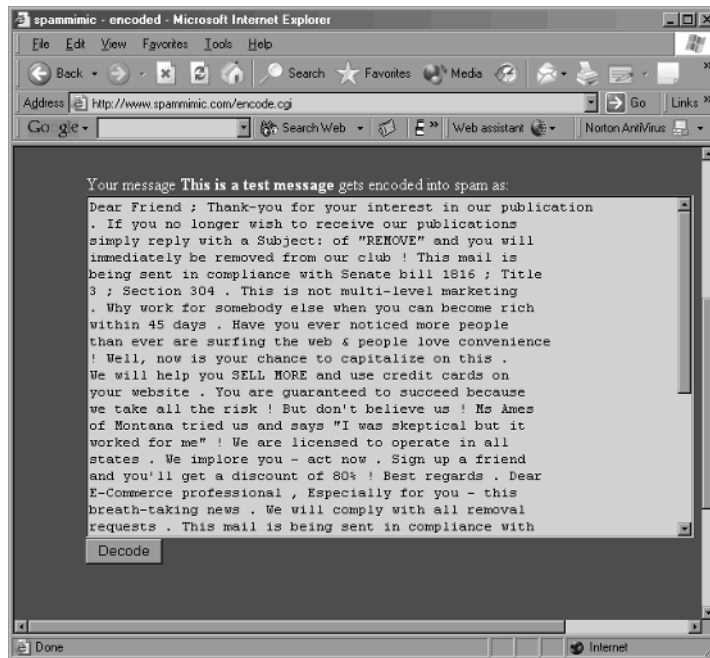 spammimic - encoded - Microsoft Internet Explorer
File Edit View Favorites Tools Help
Back Search Favorites Media
Address http://www.spammimic.com/encode.cgi Go Links »
Google Search Web Web assistant Norton AntiVirus
Your message This is a test message gets encoded into spam as:
Dear Friend ; Thank-you for your interest in our publication
. If you no longer wish to receive our publications
simply reply with a Subject: of "REMOVE" and you will
immediately be removed from our club ! This mail is
being sent in compliance with Senate bill 1816 ; Title
3 ; Section 304 . This is not multi-level marketing
. Why work for somebody else when you can become rich
within 45 days . Have you ever noticed more people
than ever are surfing the web & people love convenience
! Well, now is your chance to capitalize on this .
We will help you SELL MORE and use credit cards on
your website . You are guaranteed to succeed because
we take all the risk ! But don't believe us ! Ms Ames
of Montana tried us and says "I was skeptical but it
worked for me" ! We are licensed to operate in all
states . We implore you - act now . Sign up a friend
and you'll get a discount of 80% ! Best regards . Dear
E-Commerce professional , Especially for you - this
breath-taking news . We will comply with all removal
requests . This mail is being sent in compliance with
Decode
Done Internet